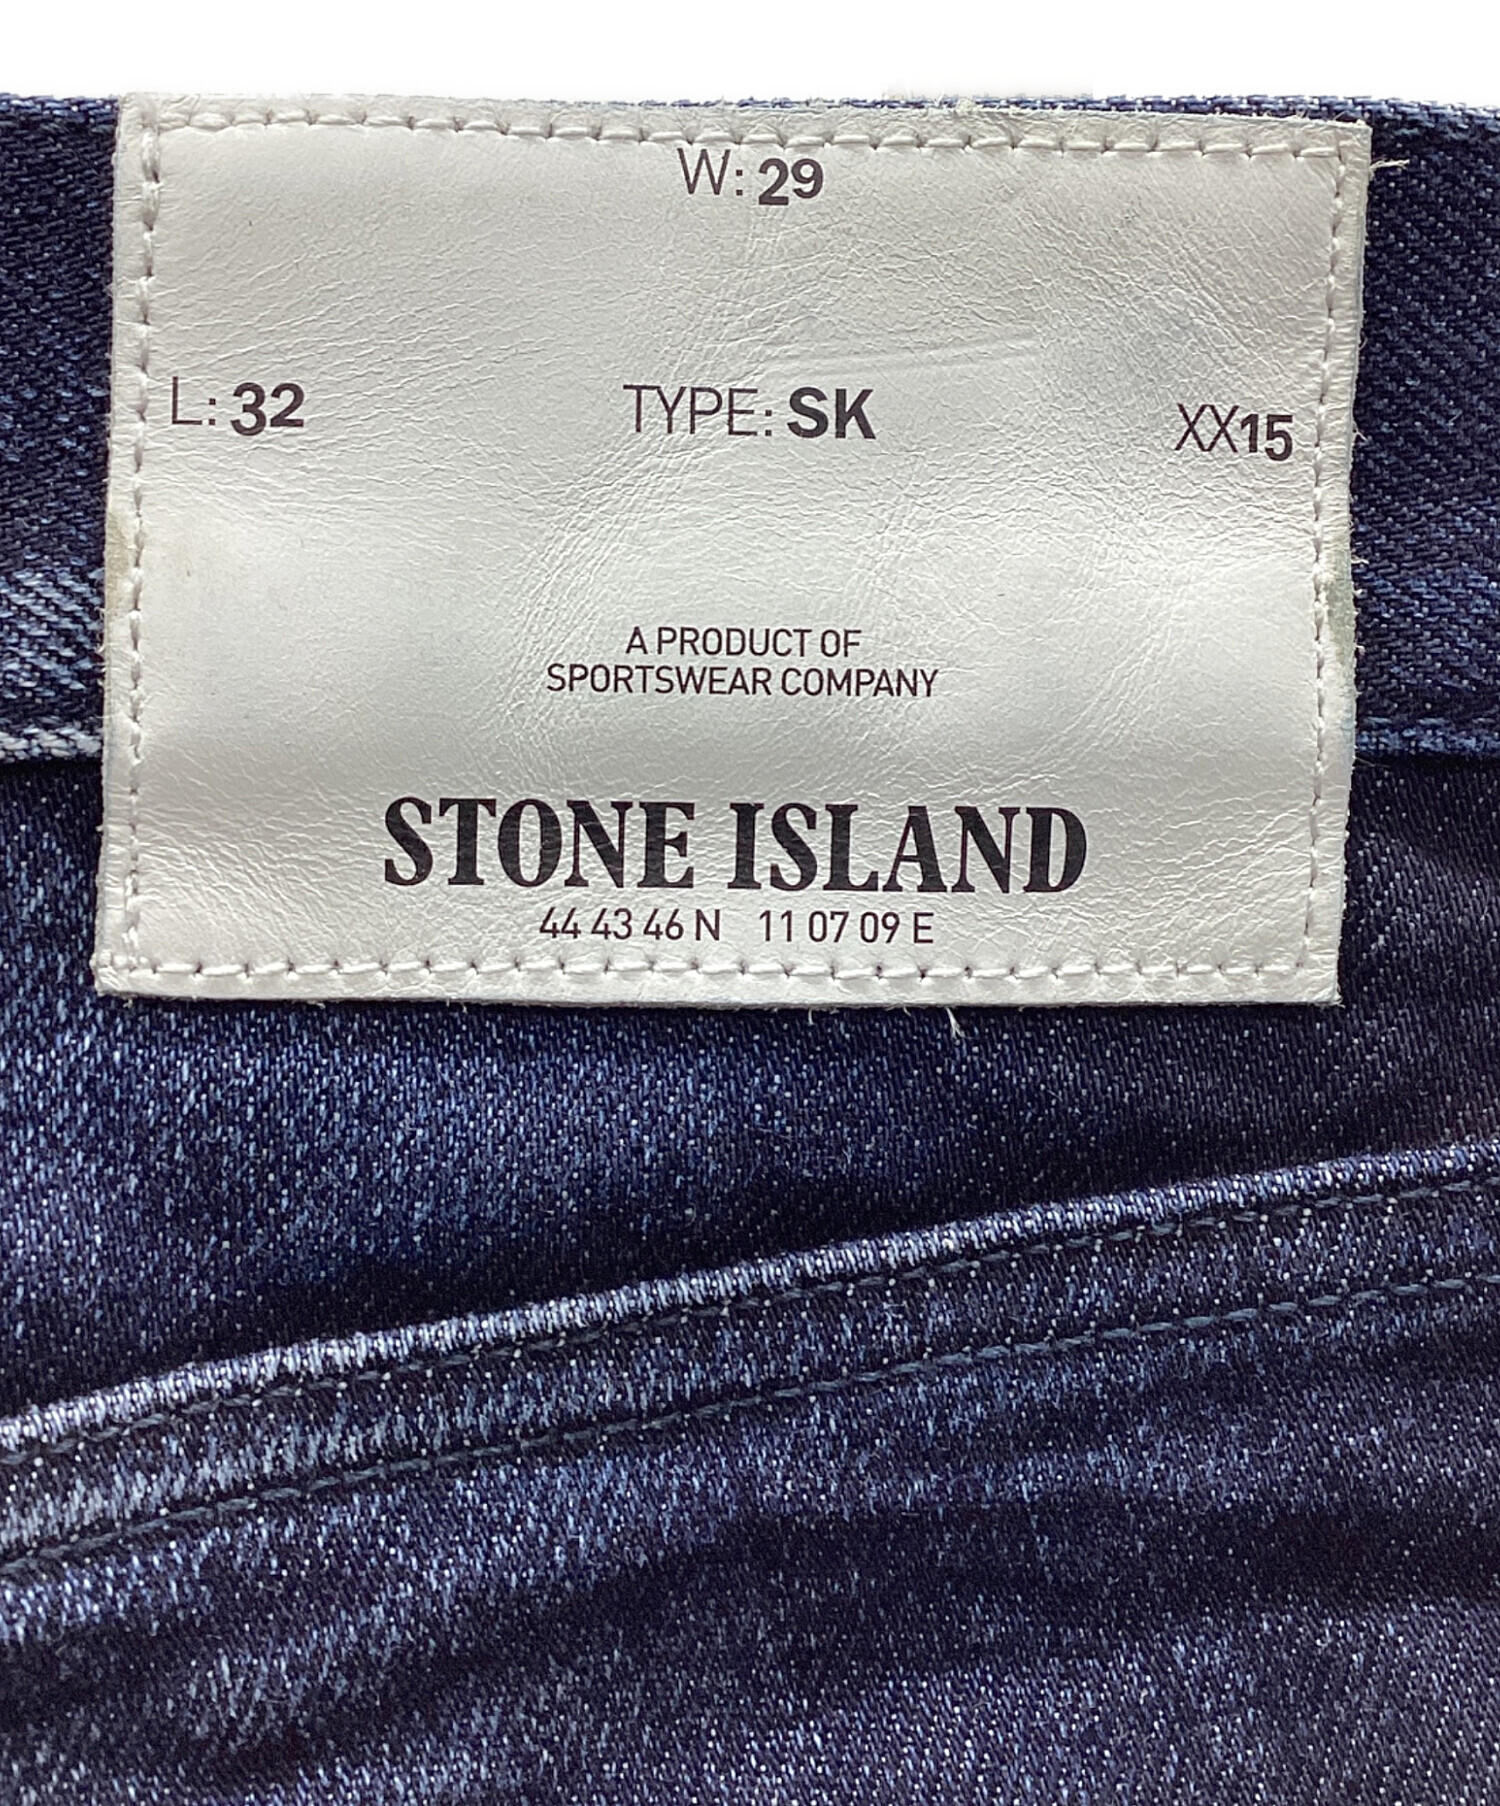 W: 29
L: 32 TYPE: SK XX15
A PRODUCT OF
SPORTSWEAR COMPANY
STONE ISLAND
44 43 46 N 11 07 09 E